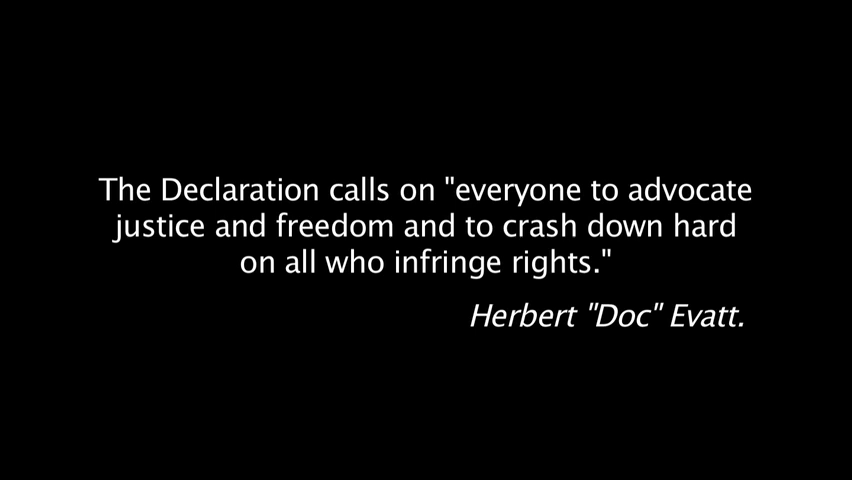 The Declaration calls on "everyone to advocate
justice and freedom and to crash down hard
on all who infringe rights."
Herbert "Doc" Evatt.